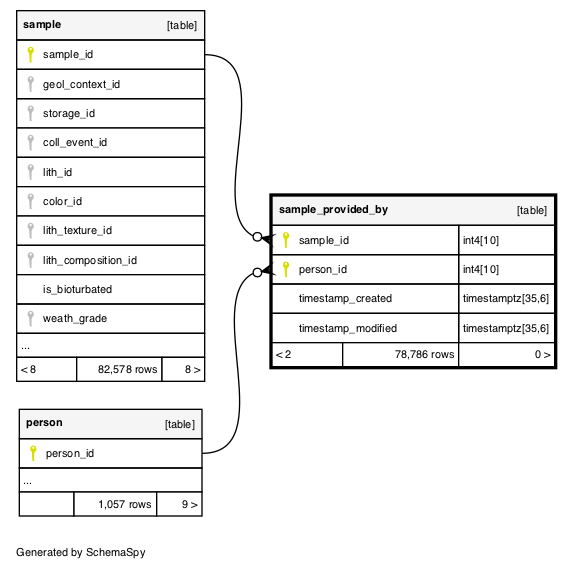 sample [table]
sample_id
geol_context_id
storage_id
coll_event_id
lith_id
color_id
lith_texture_id
lith_composition_id
is_bioturbated
weath_grade
...
< 8 82,578 rows 8 >
sample_provided_by [table]
sample_id int4[10]
person_id int4[10]
timestamp_created timestamptz[35,6]
timestamp_modified timestamptz[35,6]
< 2 78,786 rows 0 >
person [table]
person_id
...
1,057 rows 9 >
Generated by SchemaSpy